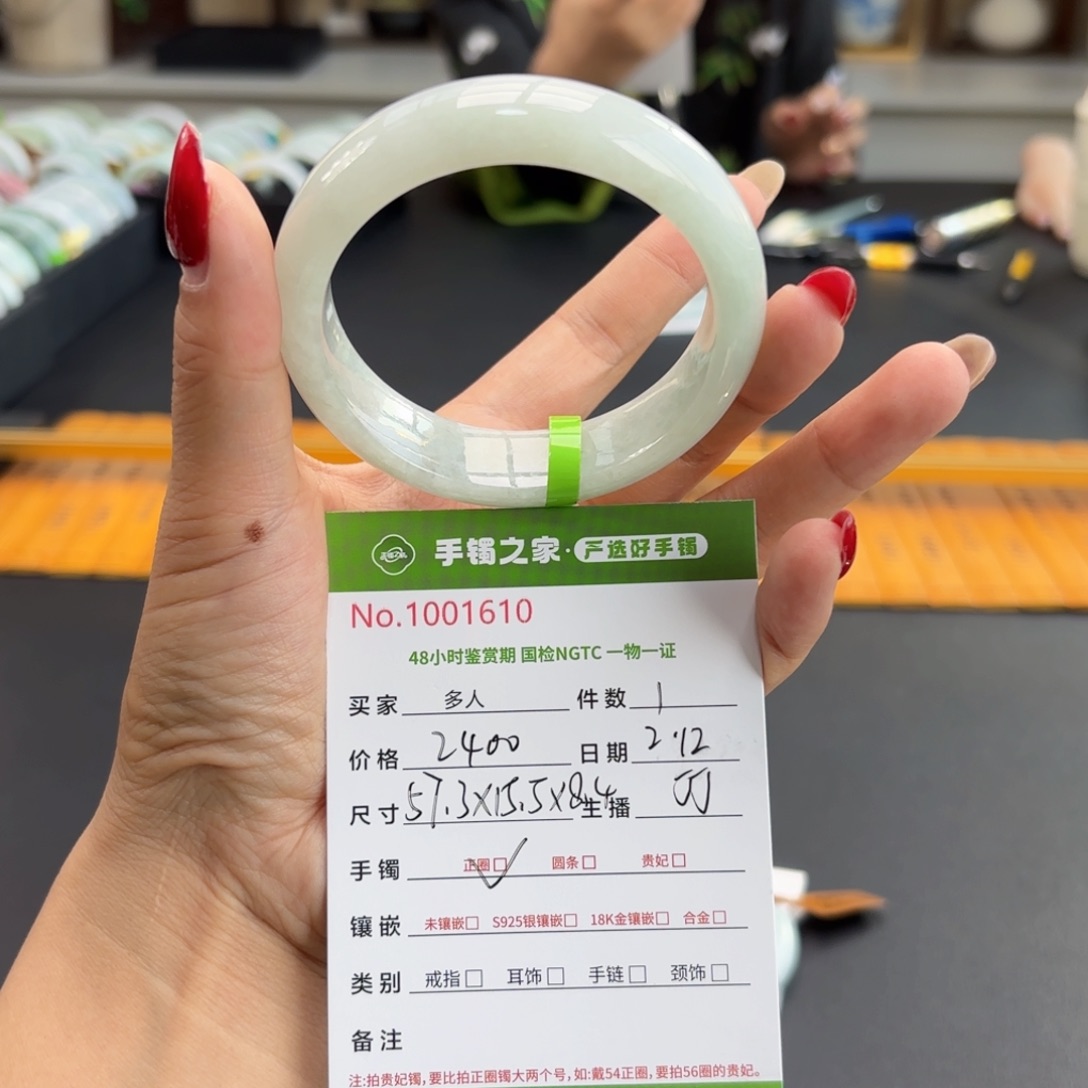 手镯之家·严选好手镯
No.1001610
48小时鉴赏期 国检NGTC 一物一证
买家 多人 件数 1
价格 2400 日期 2.12
尺寸 57.3X15.5X8.4 主播
手镯 正圈□✓ 圆条□ 贵妃□
镶嵌 未镶嵌□ S925银镶嵌□ 18K金镶嵌□ 合金□
类别 戒指□ 耳饰□ 手链□ 颈饰□
备注
注:拍贵妃镯,要比拍正圈镯大两个号,如:戴54正圈,要拍56圈的贵妃。